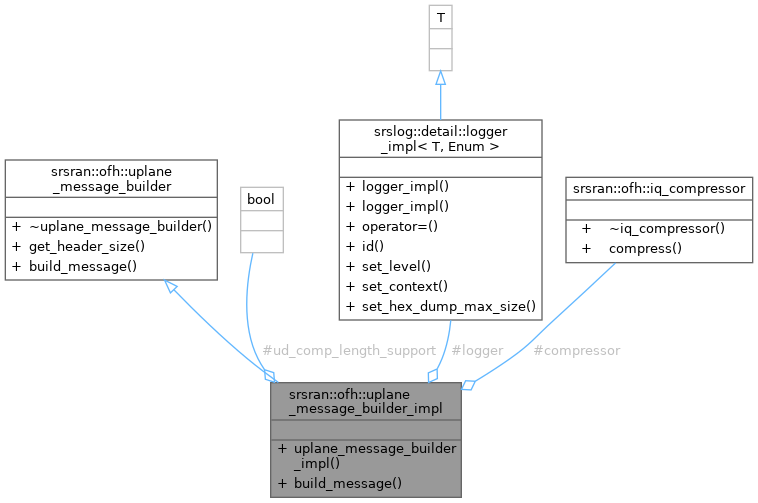 T
srslog::detail::logger
_impl< T, Enum >
+ logger_impl()
+ logger_impl()
+ operator=()
+ id()
+ set_level()
+ set_context()
+ set_hex_dump_max_size()
srsran::ofh::uplane
_message_builder
+ ~uplane_message_builder()
+ get_header_size()
+ build_message()
bool
srsran::ofh::iq_compressor
+ ~iq_compressor()
+ compress()
#ud_comp_length_support
#logger
#compressor
srsran::ofh::uplane
_message_builder_impl
+ uplane_message_builder
_impl()
+ build_message()